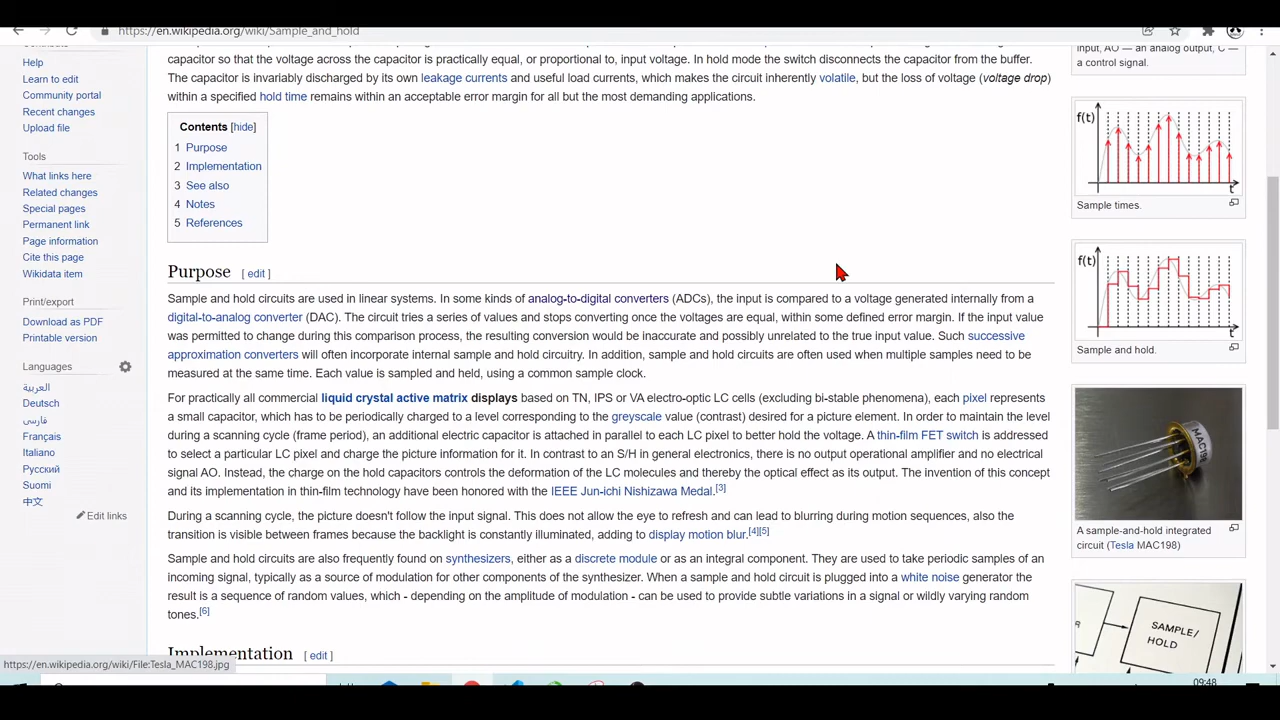 https://en.wikipedia.org/wiki/Sample_and_hold
Contribute
Help
Learn to edit
Community portal
Recent changes
Upload file
Tools
What links here
Related changes
Special pages
Permanent link
Page information
Cite this page
Wikidata item
Print/export
Download as PDF
Printable version
Languages
العربية
Deutsch
فارسی
Français
Italiano
Русский
Suomi
中文
Edit links
capacitor so that the voltage across the capacitor is practically equal, or proportional to, input voltage. In hold mode the switch disconnects the capacitor from the buffer.
The capacitor is invariably discharged by its own leakage currents and useful load currents, which makes the circuit inherently volatile, but the loss of voltage (voltage drop)
within a specified hold time remains within an acceptable error margin for all but the most demanding applications.
Contents [hide]
1 Purpose
2 Implementation
3 See also
4 Notes
5 References
Purpose [ edit ]
Sample and hold circuits are used in linear systems. In some kinds of analog-to-digital converters (ADCs), the input is compared to a voltage generated internally from a
digital-to-analog converter (DAC). The circuit tries a series of values and stops converting once the voltages are equal, within some defined error margin. If the input value
was permitted to change during this comparison process, the resulting conversion would be inaccurate and possibly unrelated to the true input value. Such successive
approximation converters will often incorporate internal sample and hold circuitry. In addition, sample and hold circuits are often used when multiple samples need to be
measured at the same time. Each value is sampled and held, using a common sample clock.
For practically all commercial liquid crystal active matrix displays based on TN, IPS or VA electro-optic LC cells (excluding bi-stable phenomena), each pixel represents
a small capacitor, which has to be periodically charged to a level corresponding to the greyscale value (contrast) desired for a picture element. In order to maintain the level
during a scanning cycle (frame period), an additional electric capacitor is attached in parallel to each LC pixel to better hold the voltage. A thin-film FET switch is addressed
to select a particular LC pixel and charge the picture information for it. In contrast to an S/H in general electronics, there is no output operational amplifier and no electrical
signal AO. Instead, the charge on the hold capacitors controls the deformation of the LC molecules and thereby the optical effect as its output. The invention of this concept
and its implementation in thin-film technology have been honored with the IEEE Jun-ichi Nishizawa Medal.[3]
During a scanning cycle, the picture doesn't follow the input signal. This does not allow the eye to refresh and can lead to blurring during motion sequences, also the
transition is visible between frames because the backlight is constantly illuminated, adding to display motion blur.[4][5]
Sample and hold circuits are also frequently found on synthesizers, either as a discrete module or as an integral component. They are used to take periodic samples of an
incoming signal, typically as a source of modulation for other components of the synthesizer. When a sample and hold circuit is plugged into a white noise generator the
result is a sequence of random values, which - depending on the amplitude of modulation - can be used to provide subtle variations in a signal or wildly varying random
tones.[6]
Implementation [ edit ]
input, AO — an analog output, C —
a control signal.
f(t)
t
Sample times.
f(t)
t
Sample and hold.
MAC198
A sample-and-hold integrated
circuit (Tesla MAC198)
R
SAMPLE/
HOLD
https://en.wikipedia.org/wiki/File:Tesla_MAC198.jpg
09:48